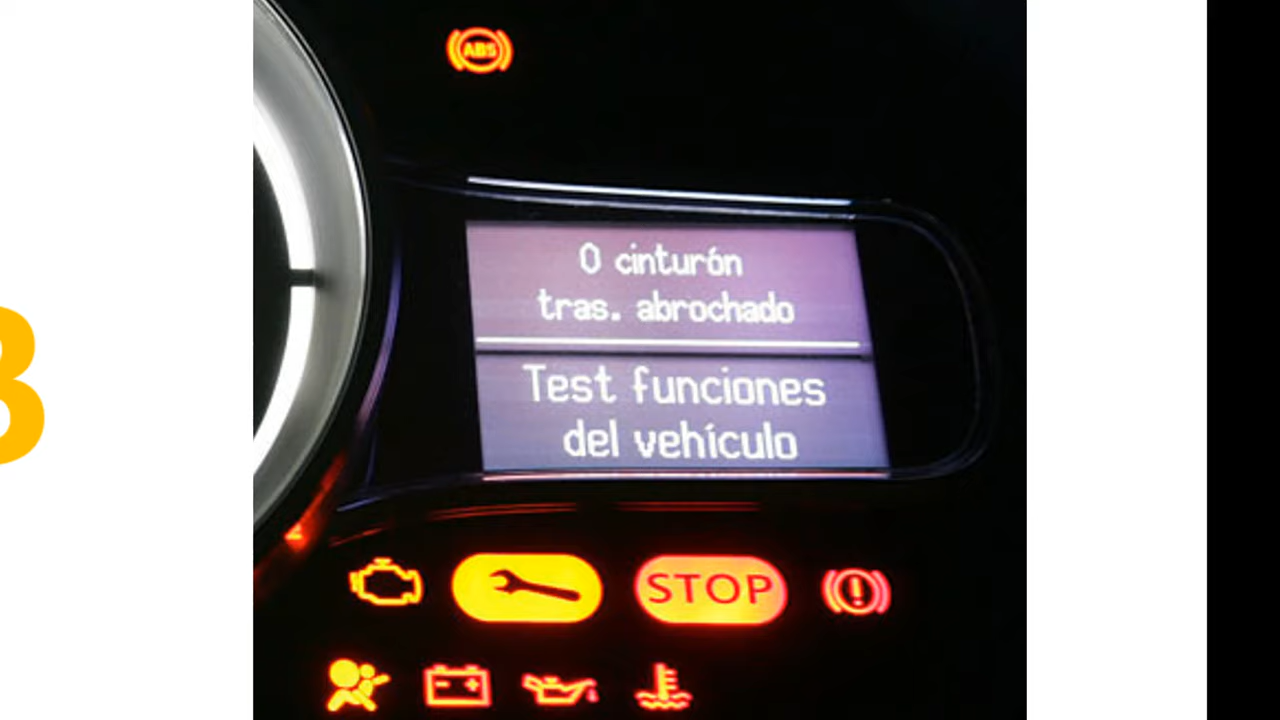 ABS
0 cinturón
tras. abrochado
Test funciones
del vehículo
STOP